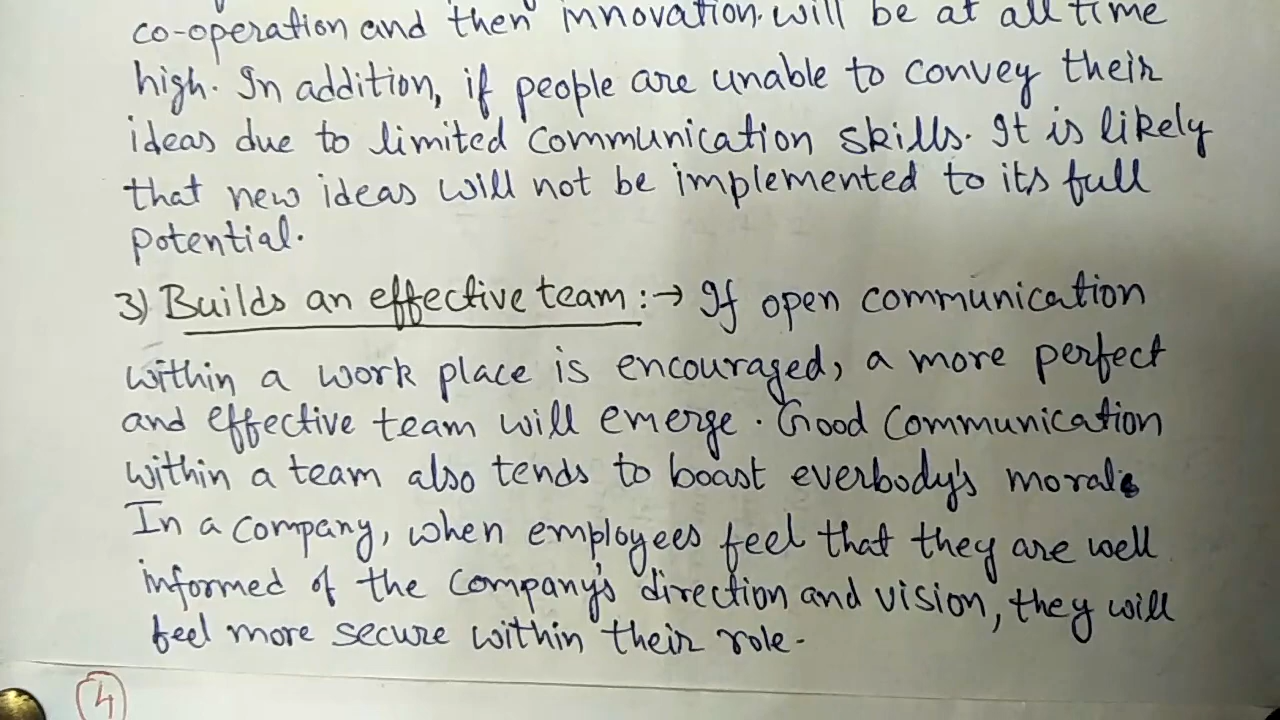 co-operation and then innovation. will be at all time
high. In addition, if people are unable to convey their
ideas due to limited communication skills. It is likely
that new ideas will not be implemented to its full
potential.
3) Builds an effective team :→ If open communication
within a work place is encouraged, a more perfect
and effective team will emerge. Good Communication
within a team also tends to boast everbody's morals
In a company, when employees feel that they are well
informed of the company's direction and vision, they will
feel more secure within their role.
4